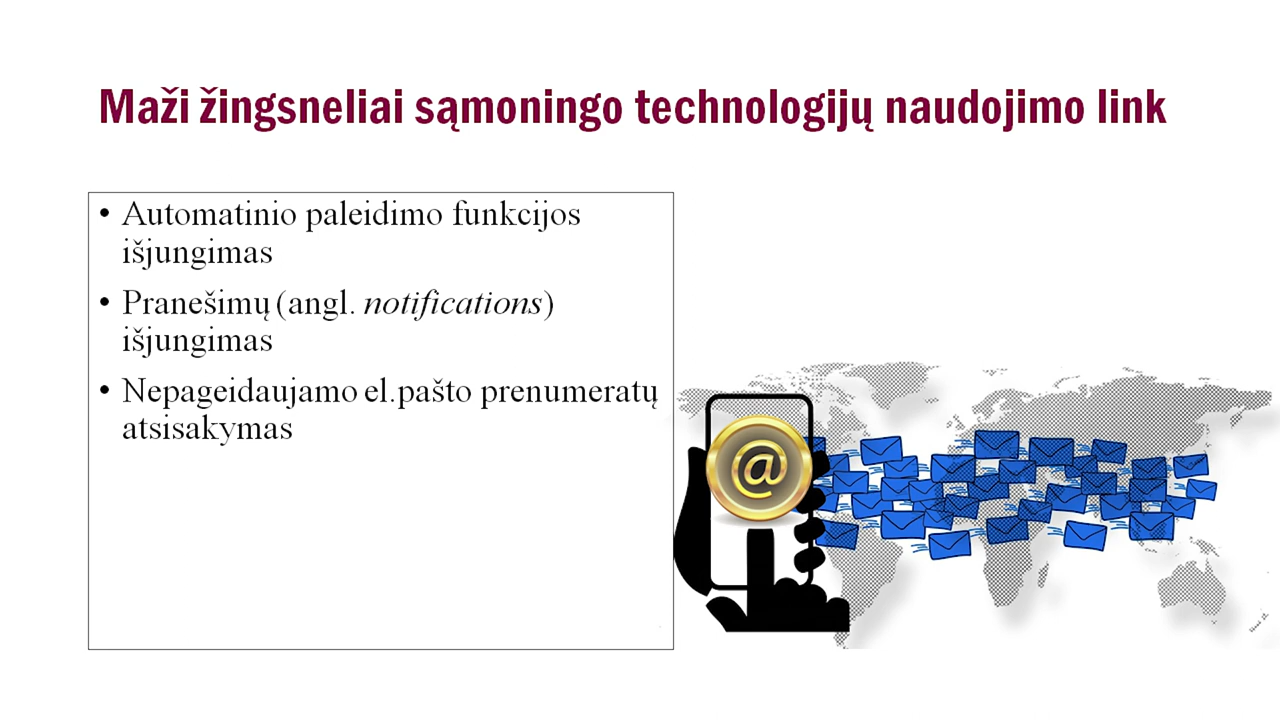 Maži žingsneliai sąmoningo technologijų naudojimo link
• Automatinio paleidimo funkcijos
išjungimas
• Pranešimų (angl. notifications)
išjungimas
• Nepageidaujamo el.pašto prenumeratų
atsisakymas
@